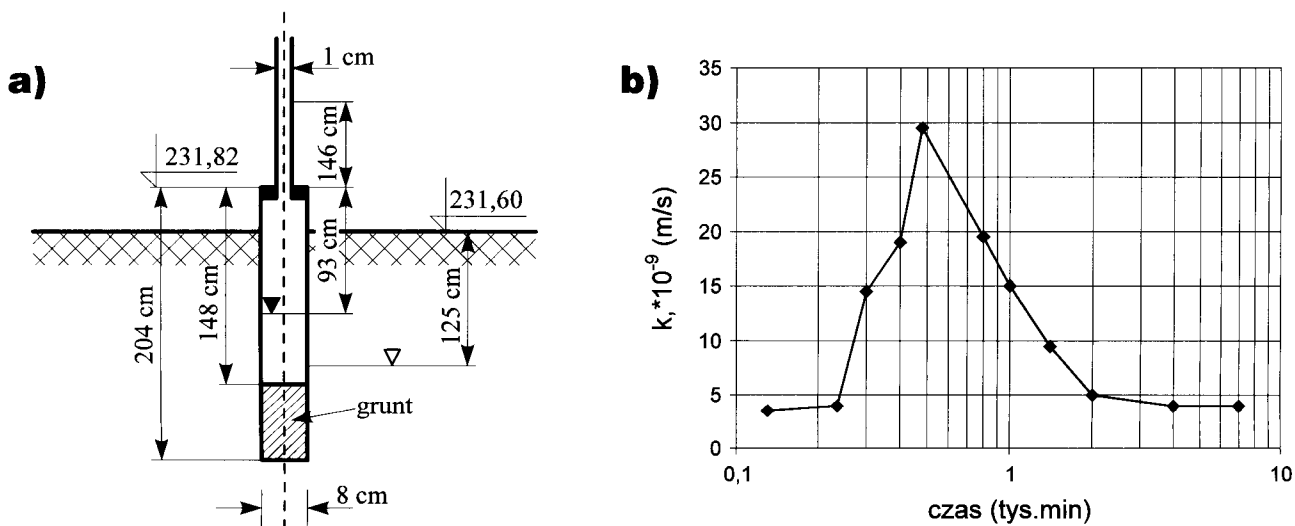 a)
1 cm
146 cm
231,82
231,60
93 cm
125 cm
148 cm
204 cm
grunt
8 cm
b)
35
30
25
20
15
10
5
0
k,*10⁻⁹ (m/s)
0,1
1
10
czas (tys.min)